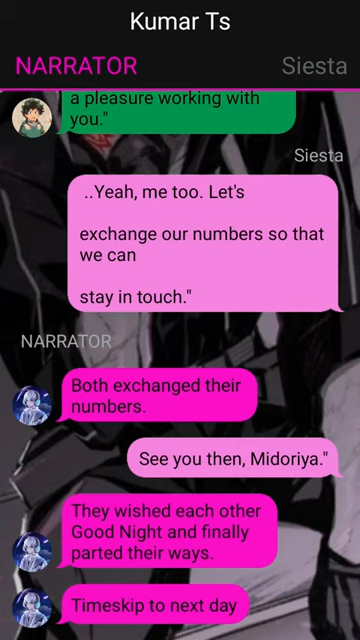 Kumar Ts
NARRATOR
Siesta
a pleasure working with
you."
Siesta
..Yeah, me too. Let's
exchange our numbers so that
we can
stay in touch."
NARRATOR
Both exchanged their
numbers.
See you then, Midoriya."
They wished each other
Good Night and finally
parted their ways.
Timeskip to next day